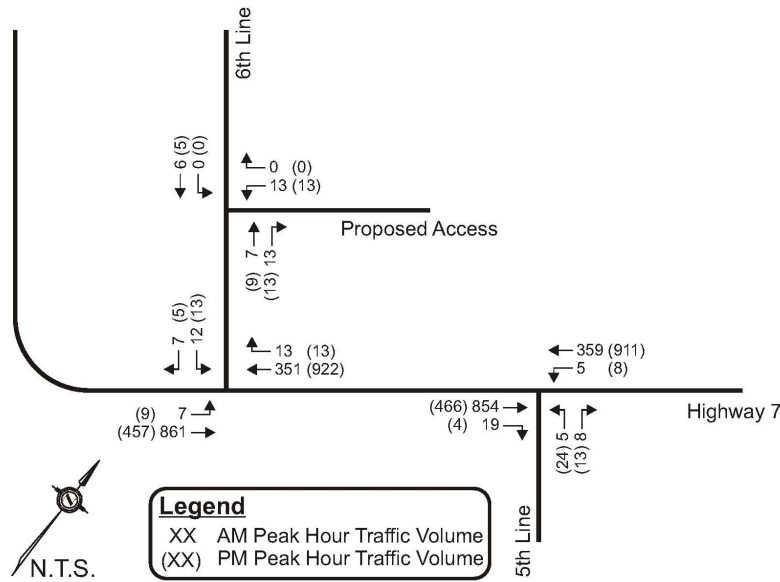 6th Line
6 (5)
0 (0)
0 (0)
13 (13)
Proposed Access
(9) 7
(13) 13
7 (5)
12 (13)
13 (13)
351 (922)
359 (911)
5 (8)
Highway 7
(9) 7
(457) 861
(466) 854
(4) 19
(24) 5
(13) 8
5th Line
N.T.S.
Legend
XX AM Peak Hour Traffic Volume
(XX) PM Peak Hour Traffic Volume